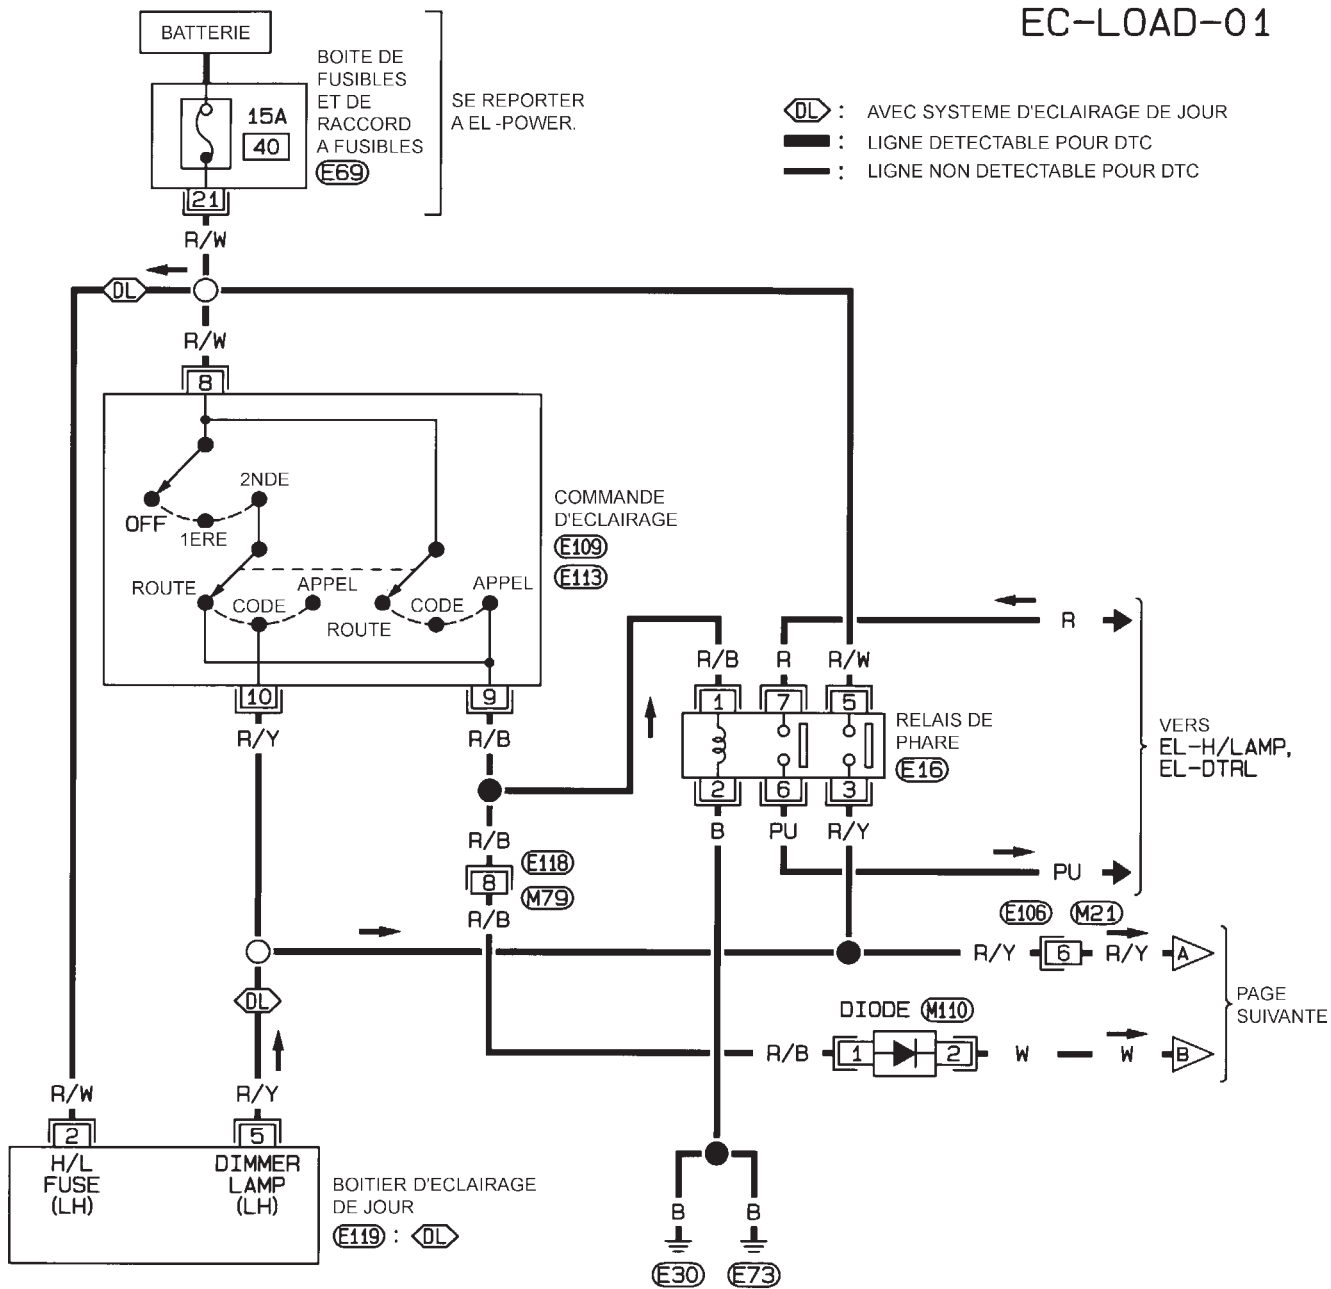 EC-LOAD-01
BATTERIE
BOITE DE
FUSIBLES
ET DE
RACCORD
A FUSIBLES
E69
15A
40
21
SE REPORTER
A EL -POWER.
DL : AVEC SYSTEME D'ECLAIRAGE DE JOUR
: LIGNE DETECTABLE POUR DTC
: LIGNE NON DETECTABLE POUR DTC
R/W
DL
R/W
8
2NDE
OFF
1ERE
ROUTE
CODE
APPEL
ROUTE
CODE
APPEL
COMMANDE
D'ECLAIRAGE
E109
E113
10
9
R/Y
R/B
R
R/B
R
R/W
1
7
5
RELAIS DE
PHARE
E16
2
6
3
B
PU
R/Y
VERS
EL-H/LAMP,
EL-DTRL
PU
R/B
E118
8
M79
R/B
E106
M21
R/Y
6
R/Y
A
DL
DIODE M110
R/B
1
2
W
W
B
PAGE
SUIVANTE
R/W
R/Y
2
5
H/L
FUSE
(LH)
DIMMER
LAMP
(LH)
BOITIER D'ECLAIRAGE
DE JOUR
E119 : DL
B
B
E30
E73